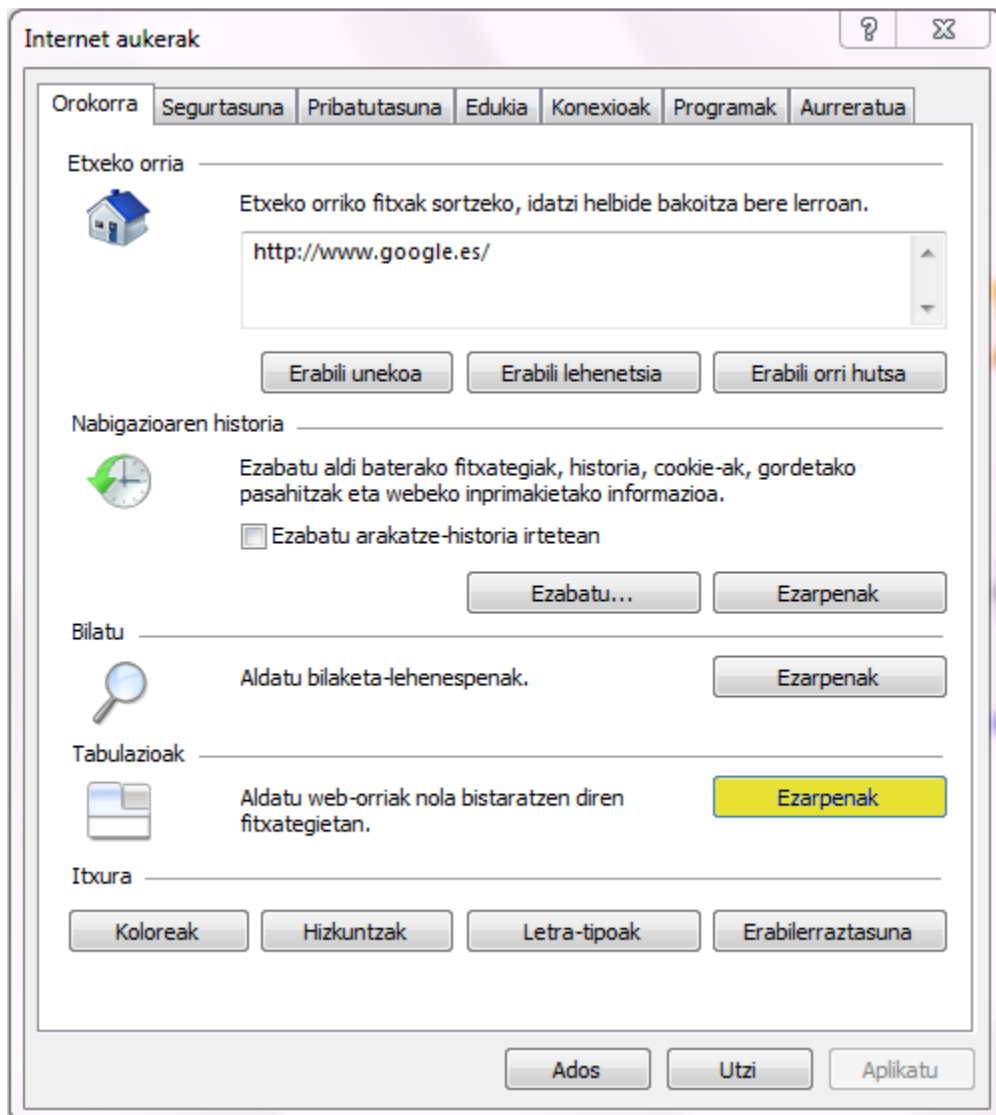 Internet aukerak
Orokorra Segurtasuna Pribatutasuna Edukia Konexioak Programak Aurreratua
Etxeko orria
Etxeko orriko fitxak sortzeko, idatzi helbide bakoitza bere lerroan.
http://www.google.es/
Erabili unekoa Erabili lehenetsia Erabili orri hutsa
Nabigazioaren historia
Ezabatu aldi baterako fitxategiak, historia, cookie-ak, gordetako
pasahitzak eta webeko inprimakietako informazioa.
Ezabatu arakatze-historia irtetean
Ezabatu... Ezarpenak
Bilatu
Aldatu bilaketa-lehenespenak. Ezarpenak
Tabulazioak
Aldatu web-orriak nola bistaratzen diren Ezarpenak
fitxategietan.
Itxura
Koloreak Hizkuntzak Letra-tipoak Erabilerraztasuna
Ados Utzi Aplikatu